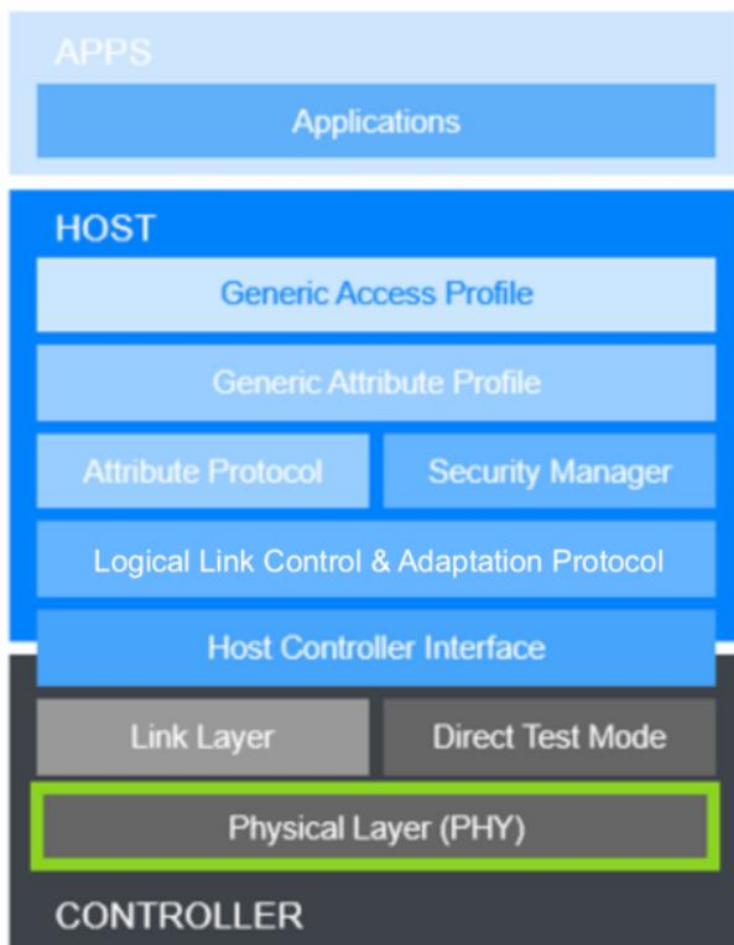 APPS
Applications
HOST
Generic Access Profile
Generic Attribute Profile
Attribute Protocol
Security Manager
Logical Link Control & Adaptation Protocol
Host Controller Interface
Link Layer
Direct Test Mode
Physical Layer (PHY)
CONTROLLER